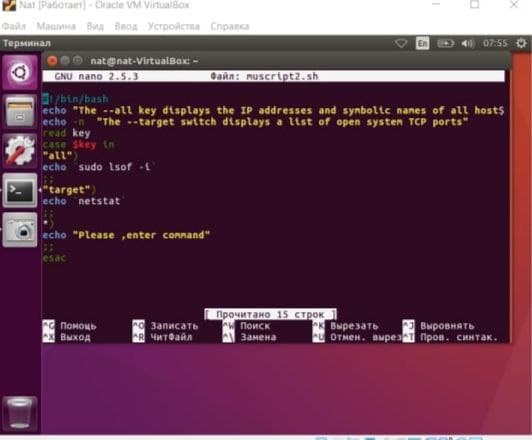 Nat [Работает] - Oracle VM VirtualBox
Файл Машина Вид Ввод Устройства Справка
Терминал En 07:55
nat@nat-VirtualBox: ~
GNU nano 2.5.3 Файл: muscript2.sh
#!/bin/bash
echo "The --all key displays the IP addresses and symbolic names of all host$
echo -n "The --target switch displays a list of open system TCP ports"
read key
case $key in
"all")
echo `sudo lsof -i`
;;
"target")
echo `netstat`
;;
*)
echo "Please ,enter command"
;;
esac
[ Прочитано 15 строк ]
^G Помощь ^O Записать ^W Поиск ^K Вырезать ^J Выровнять
^X Выход ^R ЧитФайл ^\ Замена ^U Отмен. вырез ^T Пров. синтак.